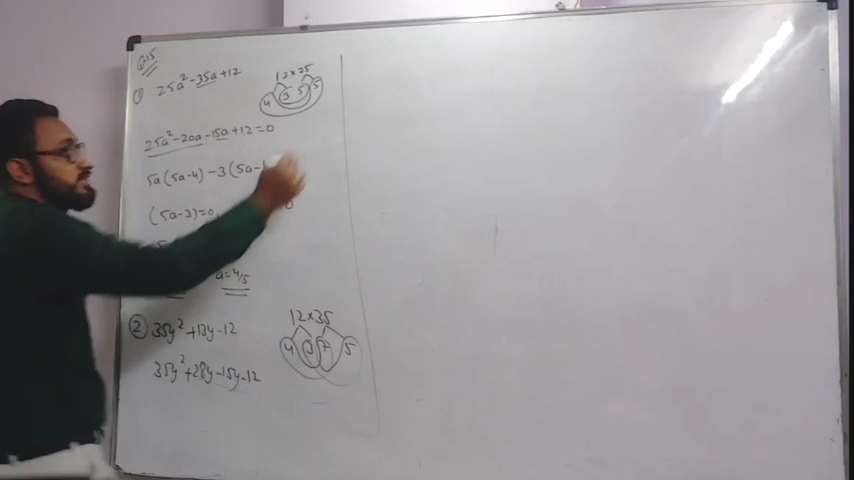 Q15
① 25a² - 35a + 12
12 × 25
4 3 5 5
25a² - 20a - 15a + 12 = 0
5a(5a-4) - 3(5a-
(5a-3) = 0,
0
a = 4/5
② 35y² + 13y - 12
12 × 35
4 3 7 5
35y² + 28y - 15y - 12